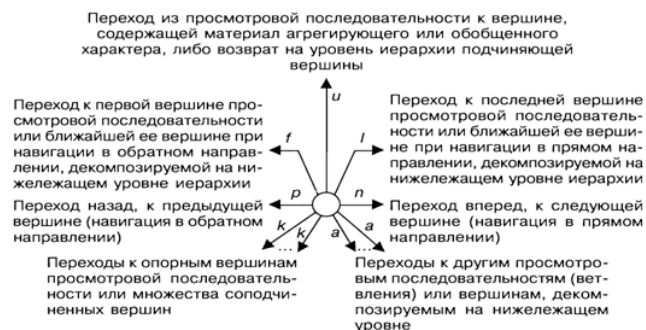 Переход из просмотровой последовательности к вершине,
содержащей материал агрегирующего или обобщенного
характера, либо возврат на уровень иерархии подчиняющей
вершины
u
Переход к первой вершине про-
смотровой последовательности
или ближайшей ее вершине при
навигации в обратном направ-
лении, декомпозируемой на ни-
жележащем уровне иерархии
f
l
Переход к последней вершине
просмотровой последователь-
ности или ближайшей ее верши-
не при навигации в прямом на-
правлении, декомпозируемой на
нижележащем уровне иерархии
Переход назад, к предыдущей
вершине (навигация в обратном
направлении)
p
n
Переход вперед, к следующей
вершине (навигация в прямом
направлении)
k
k
...
a
a
...
Переходы к опорным вершинам
просмотровой последователь-
ности или множества соподчи-
ненных вершин
Переходы к другим просмотро-
вым последовательностям (вет-
вления) или вершинам, деком-
позируемым на нижележащем
уровне